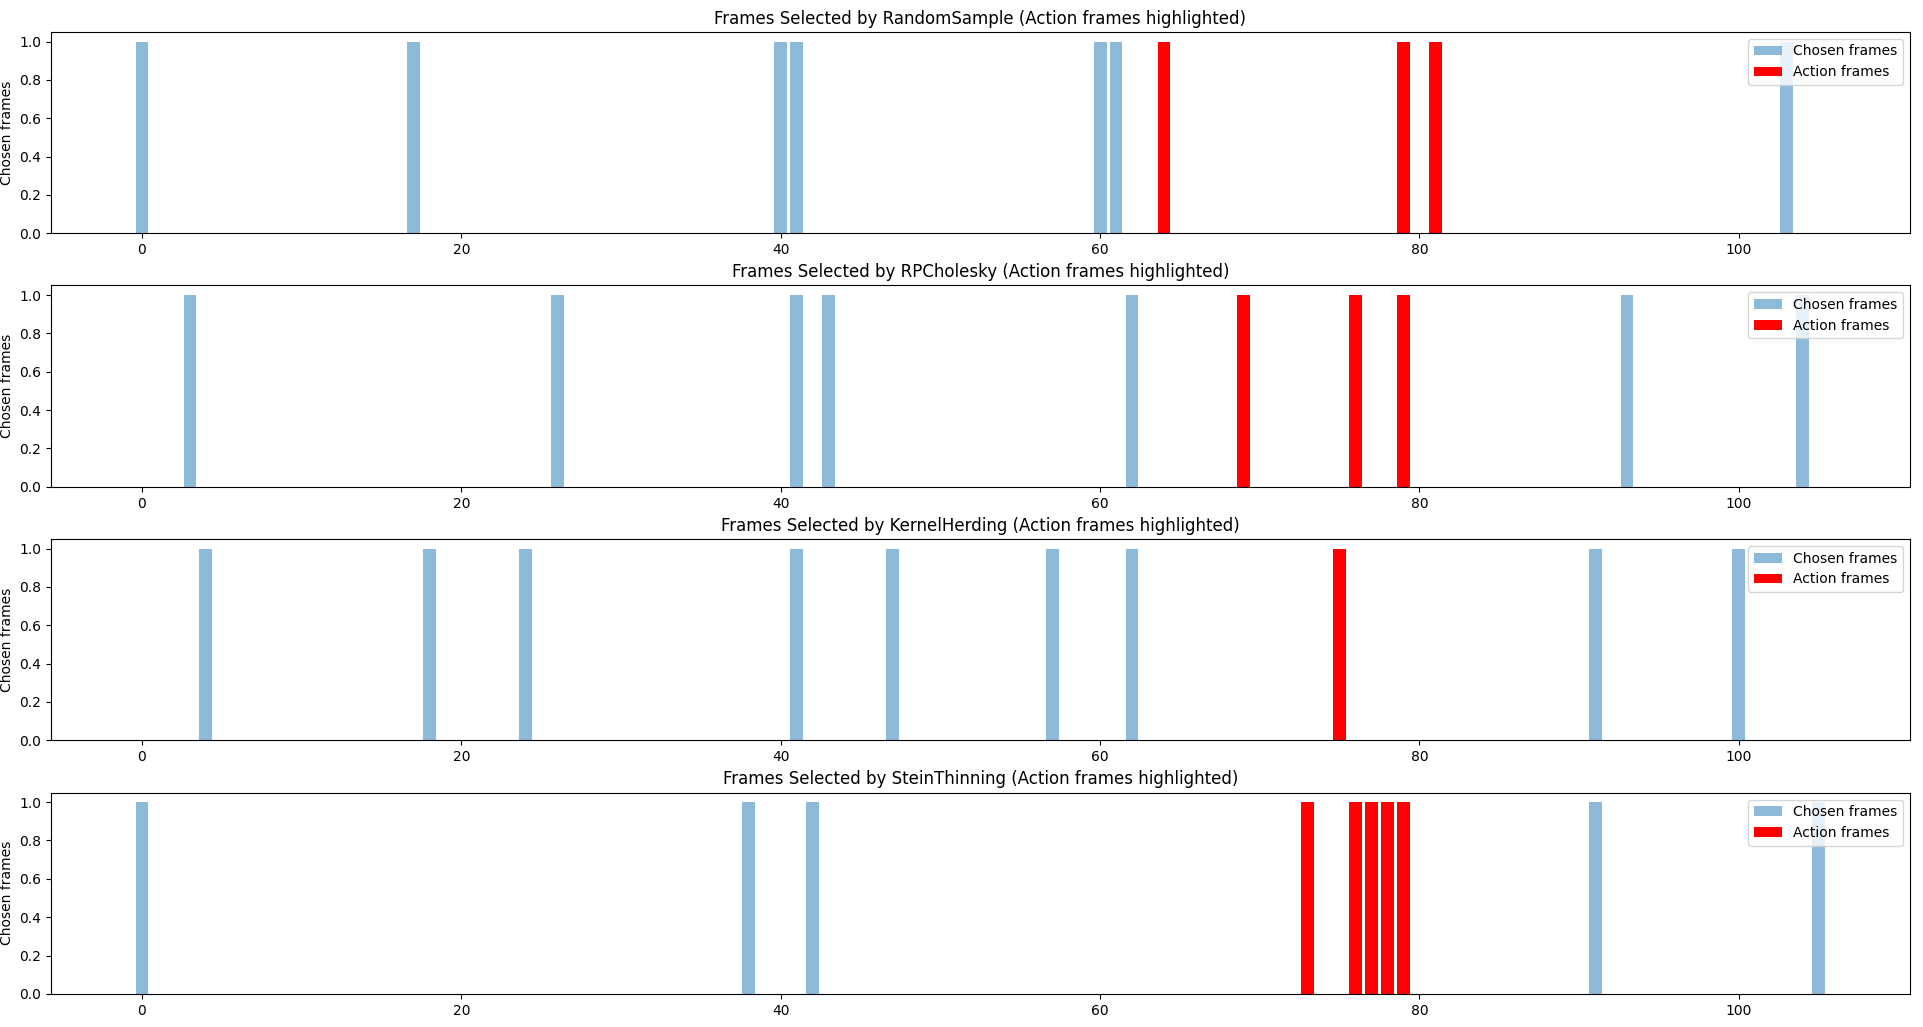 Frames Selected by RandomSample (Action frames highlighted)
Chosen frames
1.0
0.8
0.6
0.4
0.2
0.0
0 20 40 60 80 100
Chosen frames
Action frames
Frames Selected by RPCholesky (Action frames highlighted)
Chosen frames
1.0
0.8
0.6
0.4
0.2
0.0
0 20 40 60 80 100
Chosen frames
Action frames
Frames Selected by KernelHerding (Action frames highlighted)
Chosen frames
1.0
0.8
0.6
0.4
0.2
0.0
0 20 40 60 80 100
Chosen frames
Action frames
Frames Selected by SteinThinning (Action frames highlighted)
Chosen frames
1.0
0.8
0.6
0.4
0.2
0.0
0 20 40 60 80 100
Chosen frames
Action frames